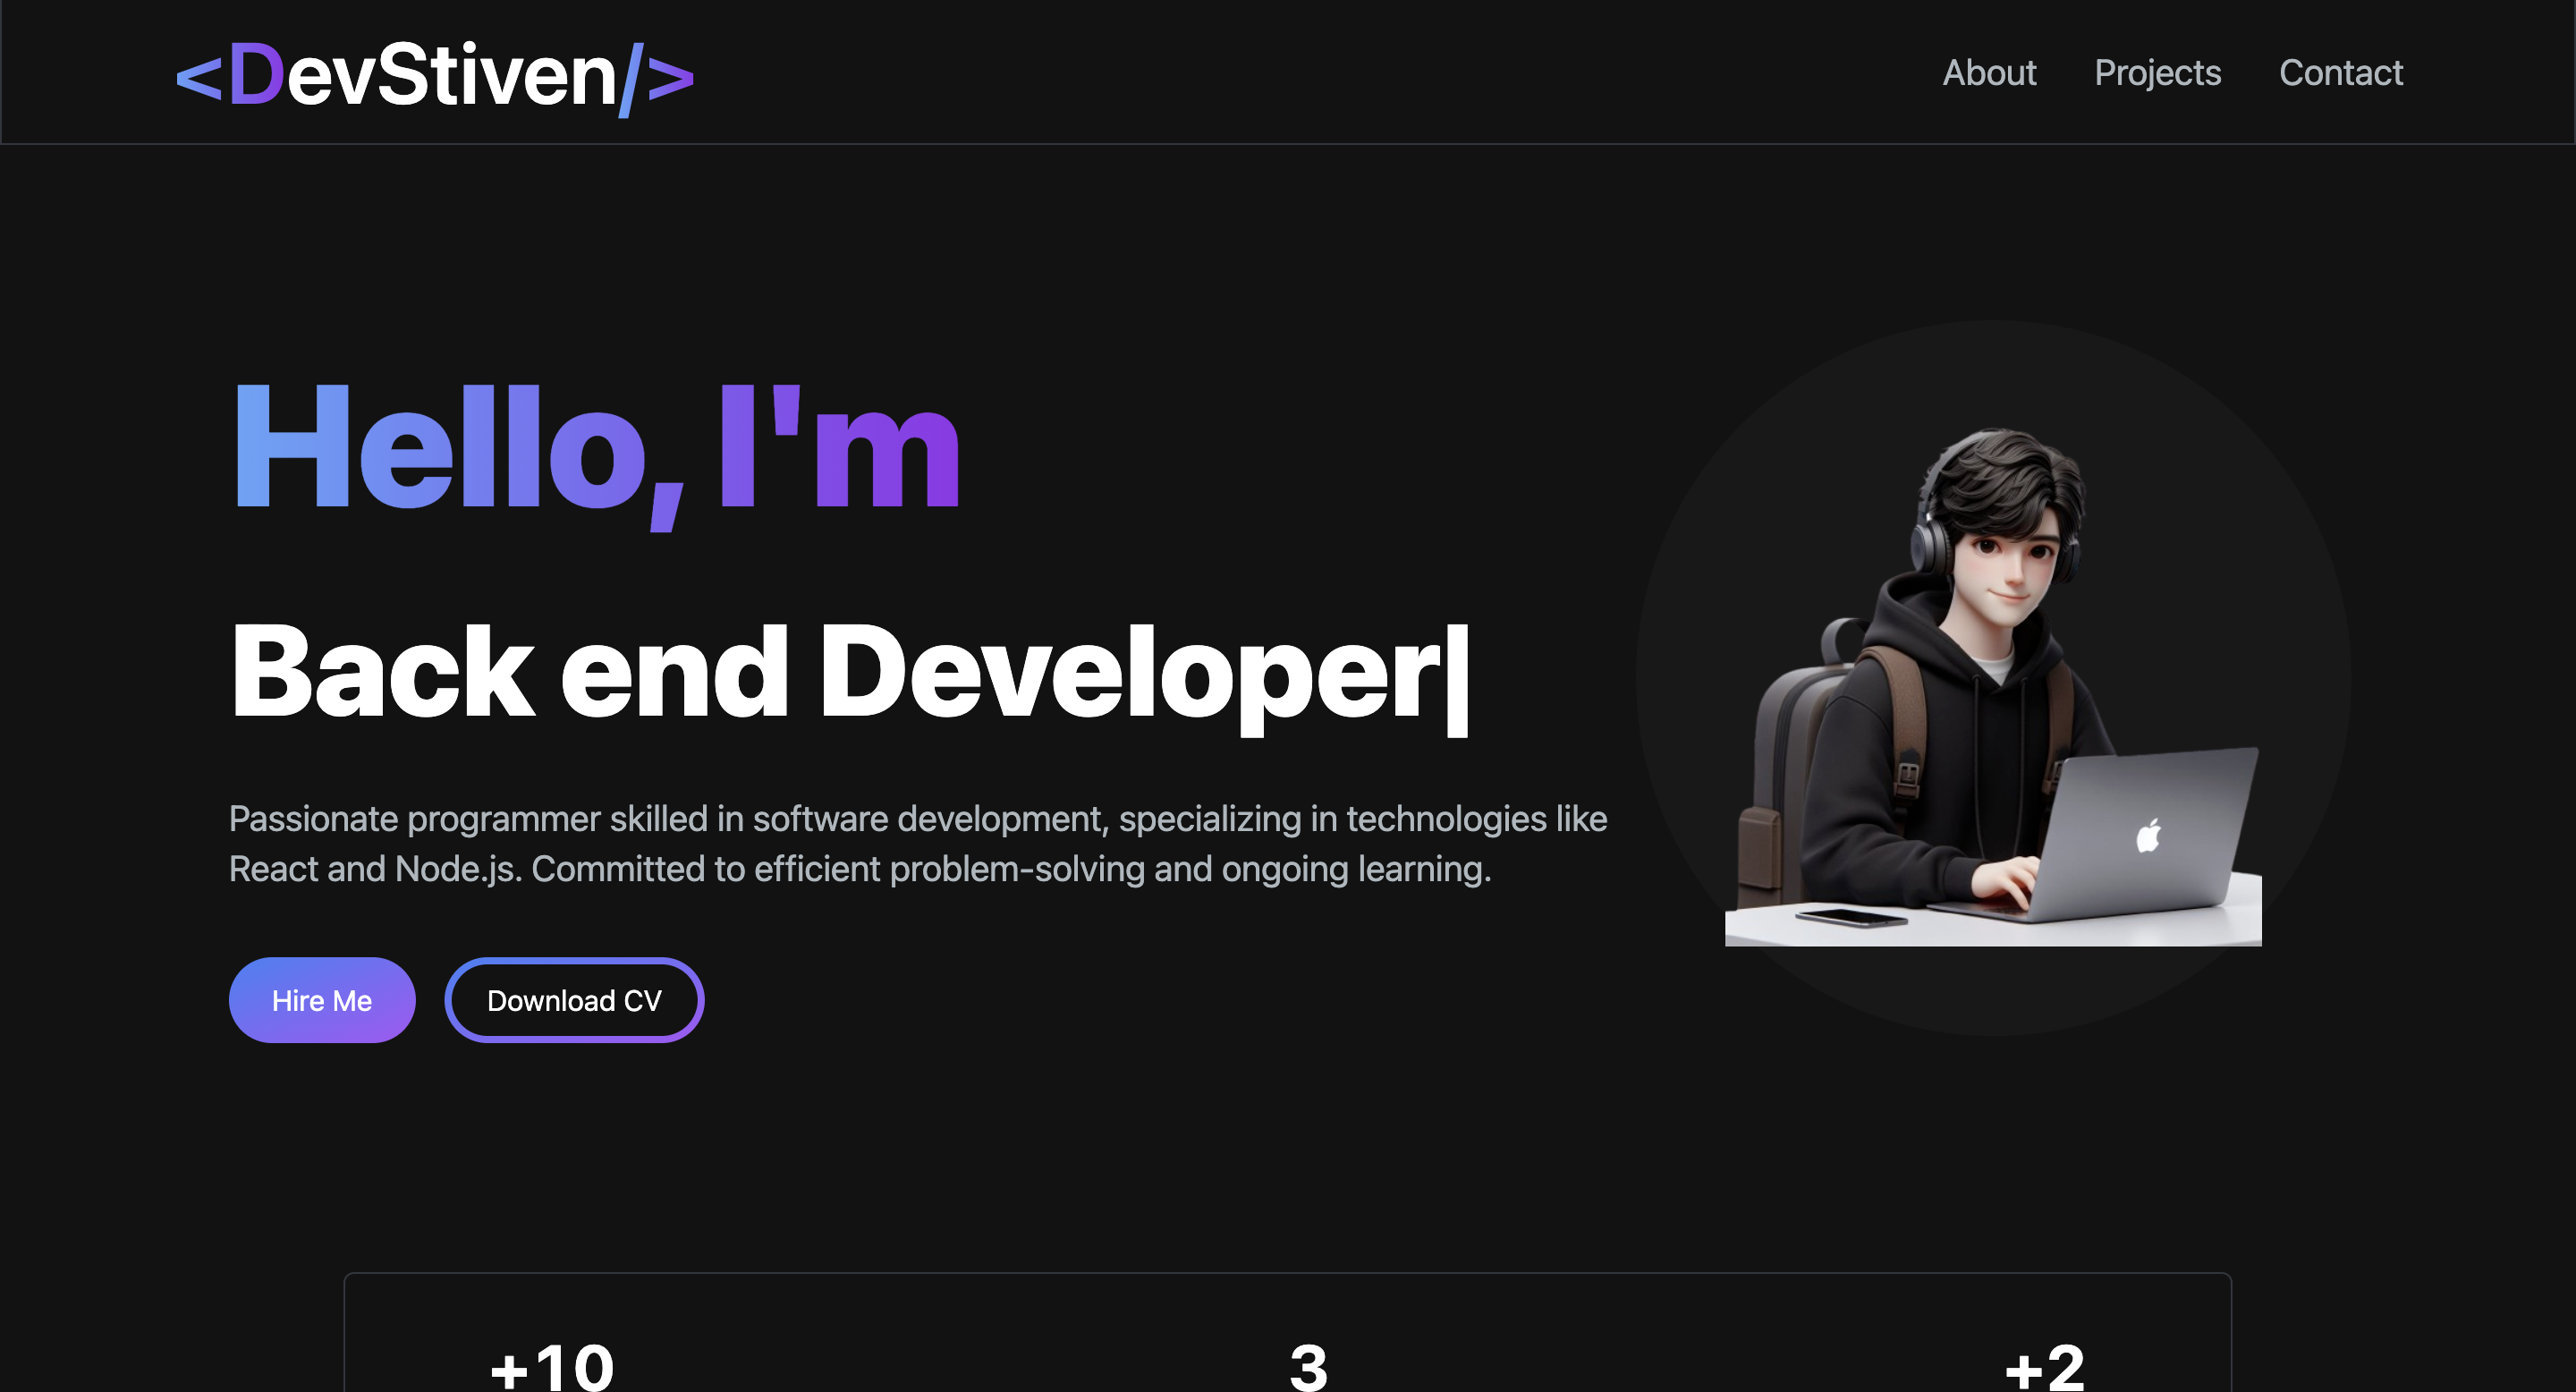 <DevStiven/>
About Projects Contact
Hello, I'm
Back end Developer|
Passionate programmer skilled in software development, specializing in technologies like
React and Node.js. Committed to efficient problem-solving and ongoing learning.
Hire Me Download CV
+10 3 +2